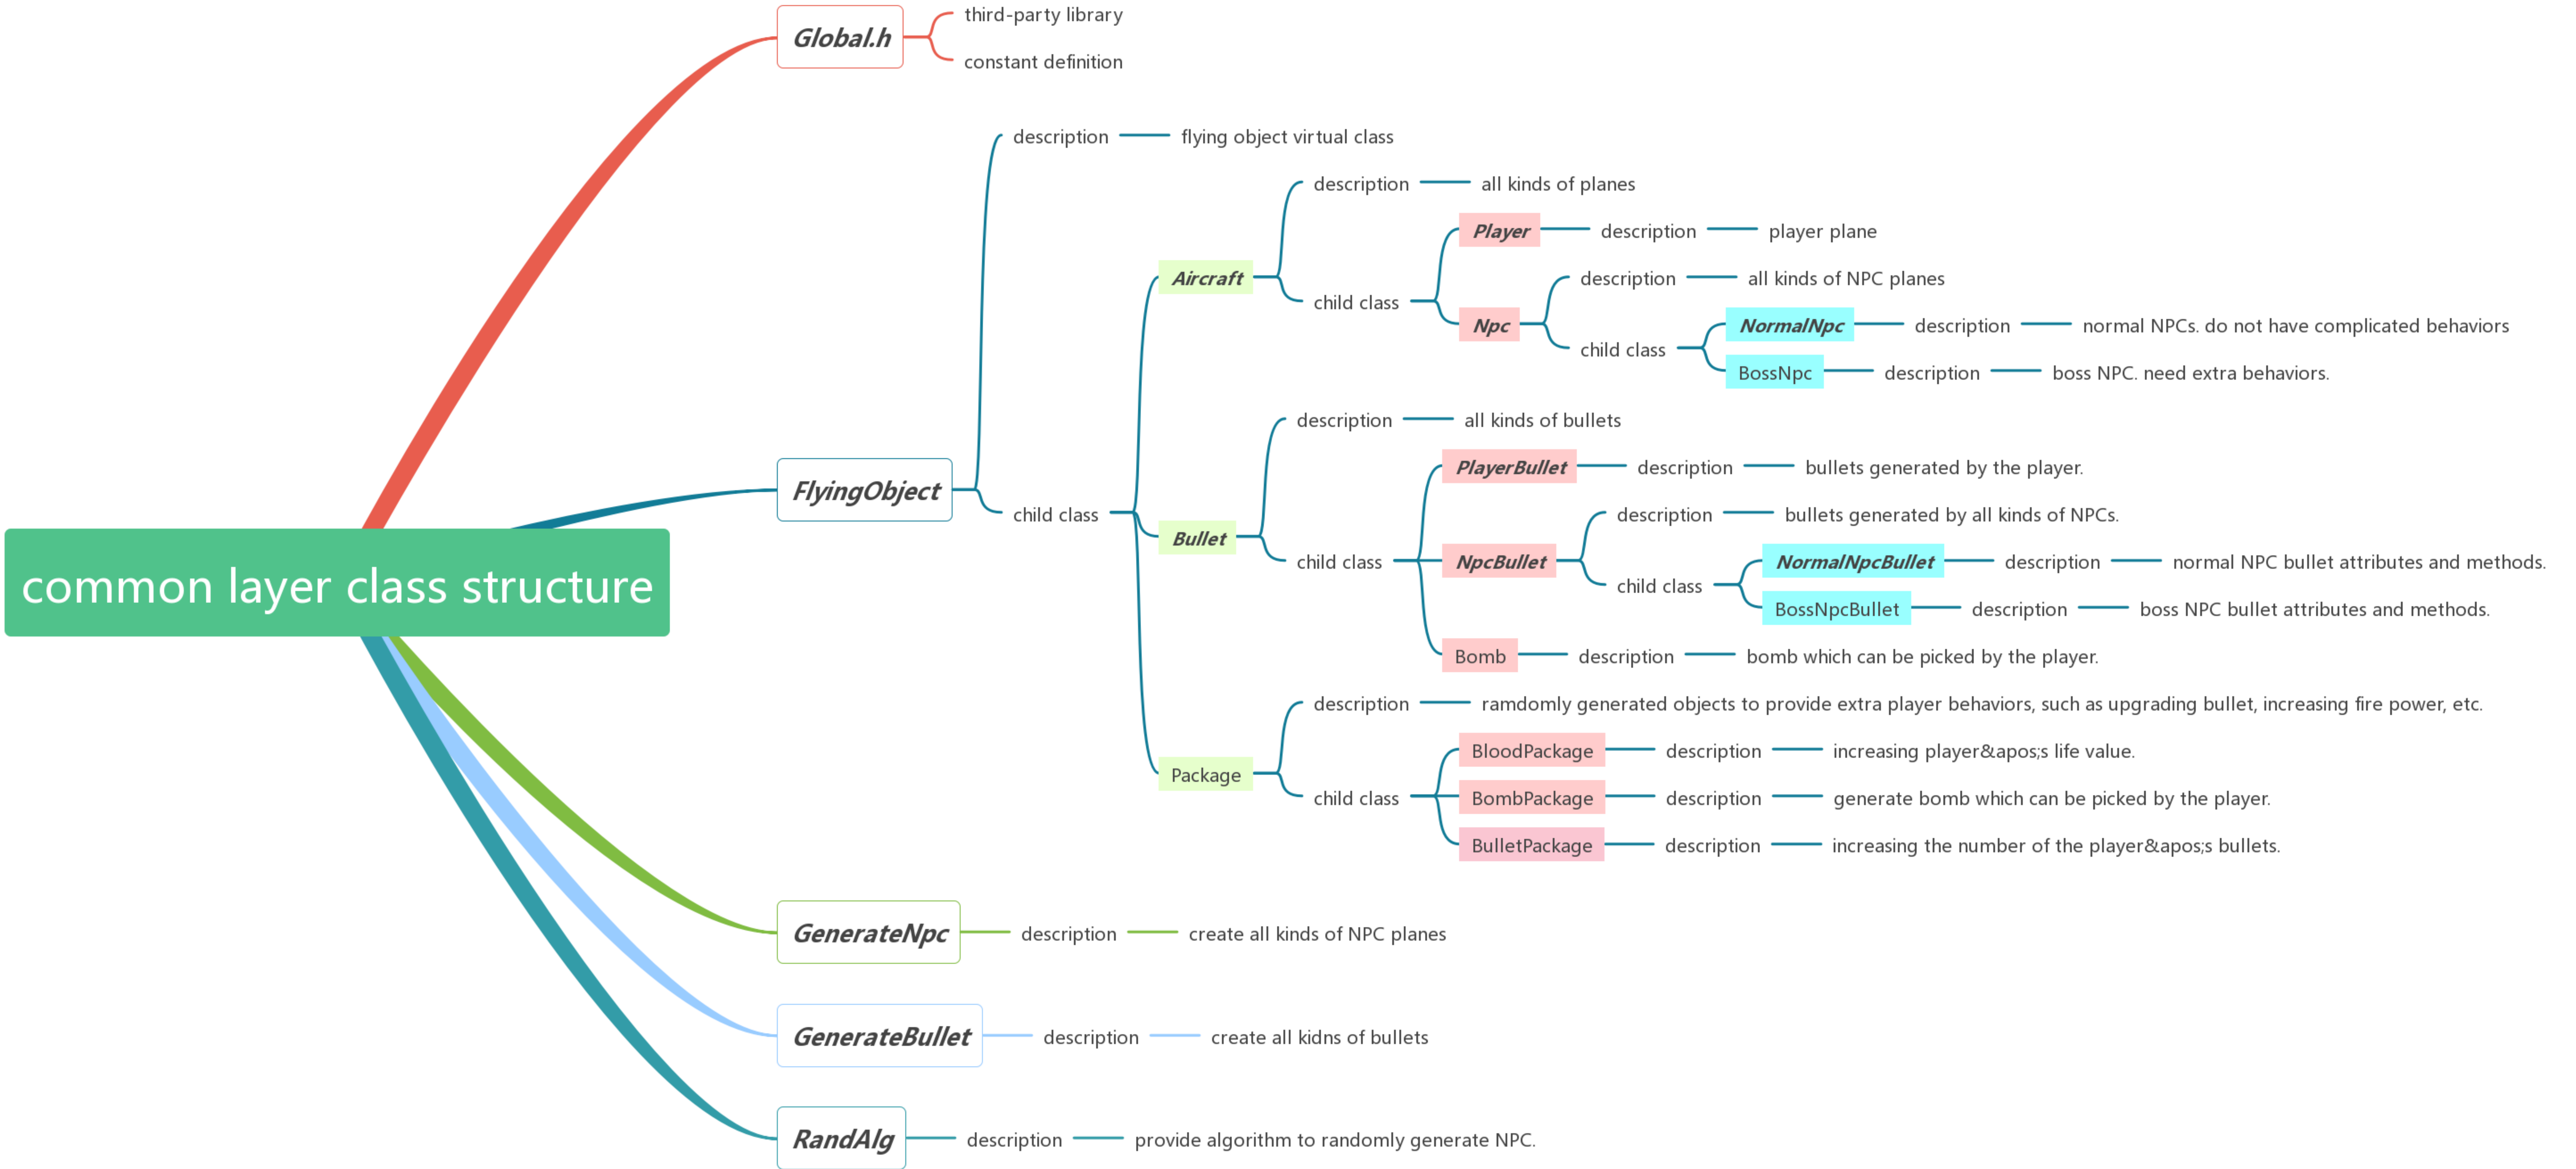 common layer class structure
Global.h
third-party library
constant definition
FlyingObject
description
flying object virtual class
child class
Aircraft
description
all kinds of planes
child class
Player
description
player plane
Npc
description
all kinds of NPC planes
child class
NormalNpc
description
normal NPCs. do not have complicated behaviors
BossNpc
description
boss NPC. need extra behaviors.
Bullet
description
all kinds of bullets
child class
PlayerBullet
description
bullets generated by the player.
NpcBullet
description
bullets generated by all kinds of NPCs.
child class
NormalNpcBullet
description
normal NPC bullet attributes and methods.
BossNpcBullet
description
boss NPC bullet attributes and methods.
Bomb
description
bomb which can be picked by the player.
Package
description
ramdomly generated objects to provide extra player behaviors, such as upgrading bullet, increasing fire power, etc.
child class
BloodPackage
description
increasing player&apos;s life value.
BombPackage
description
generate bomb which can be picked by the player.
BulletPackage
description
increasing the number of the player&apos;s bullets.
GenerateNpc
description
create all kinds of NPC planes
GenerateBullet
description
create all kidns of bullets
RandAlg
description
provide algorithm to randomly generate NPC.